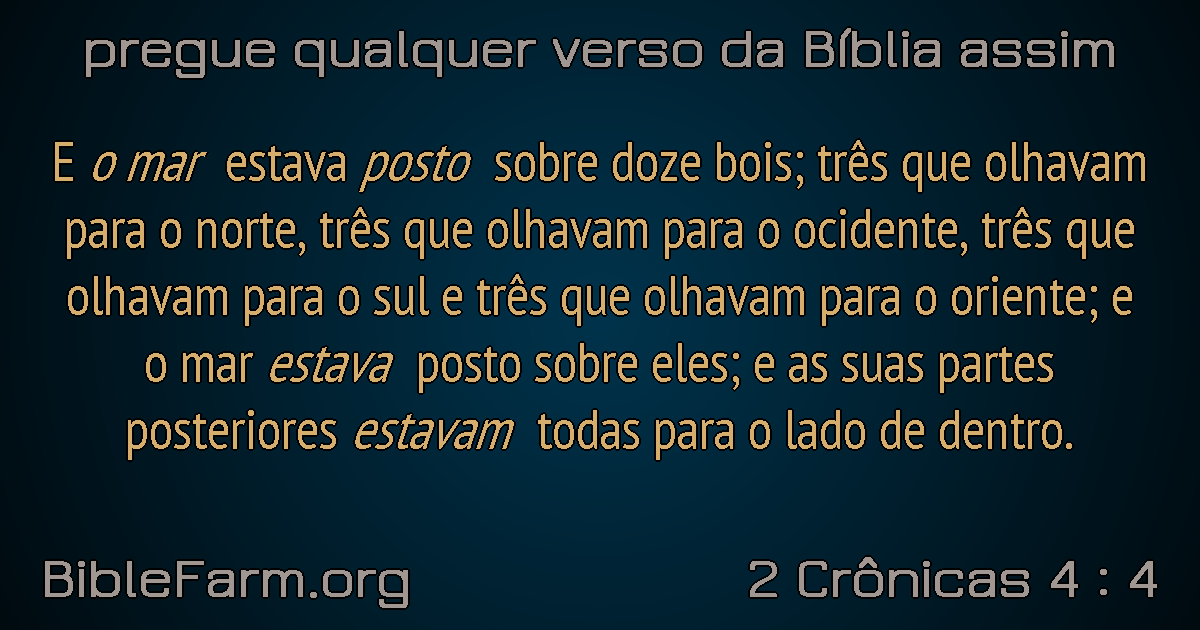 pregue qualquer verso da Bíblia assim
E o mar estava posto sobre doze bois; três que olhavam
para o norte, três que olhavam para o ocidente, três que
olhavam para o sul e três que olhavam para o oriente; e
o mar estava posto sobre eles; e as suas partes
posteriores estavam todas para o lado de dentro.
BibleFarm.org
2 Crônicas 4 : 4